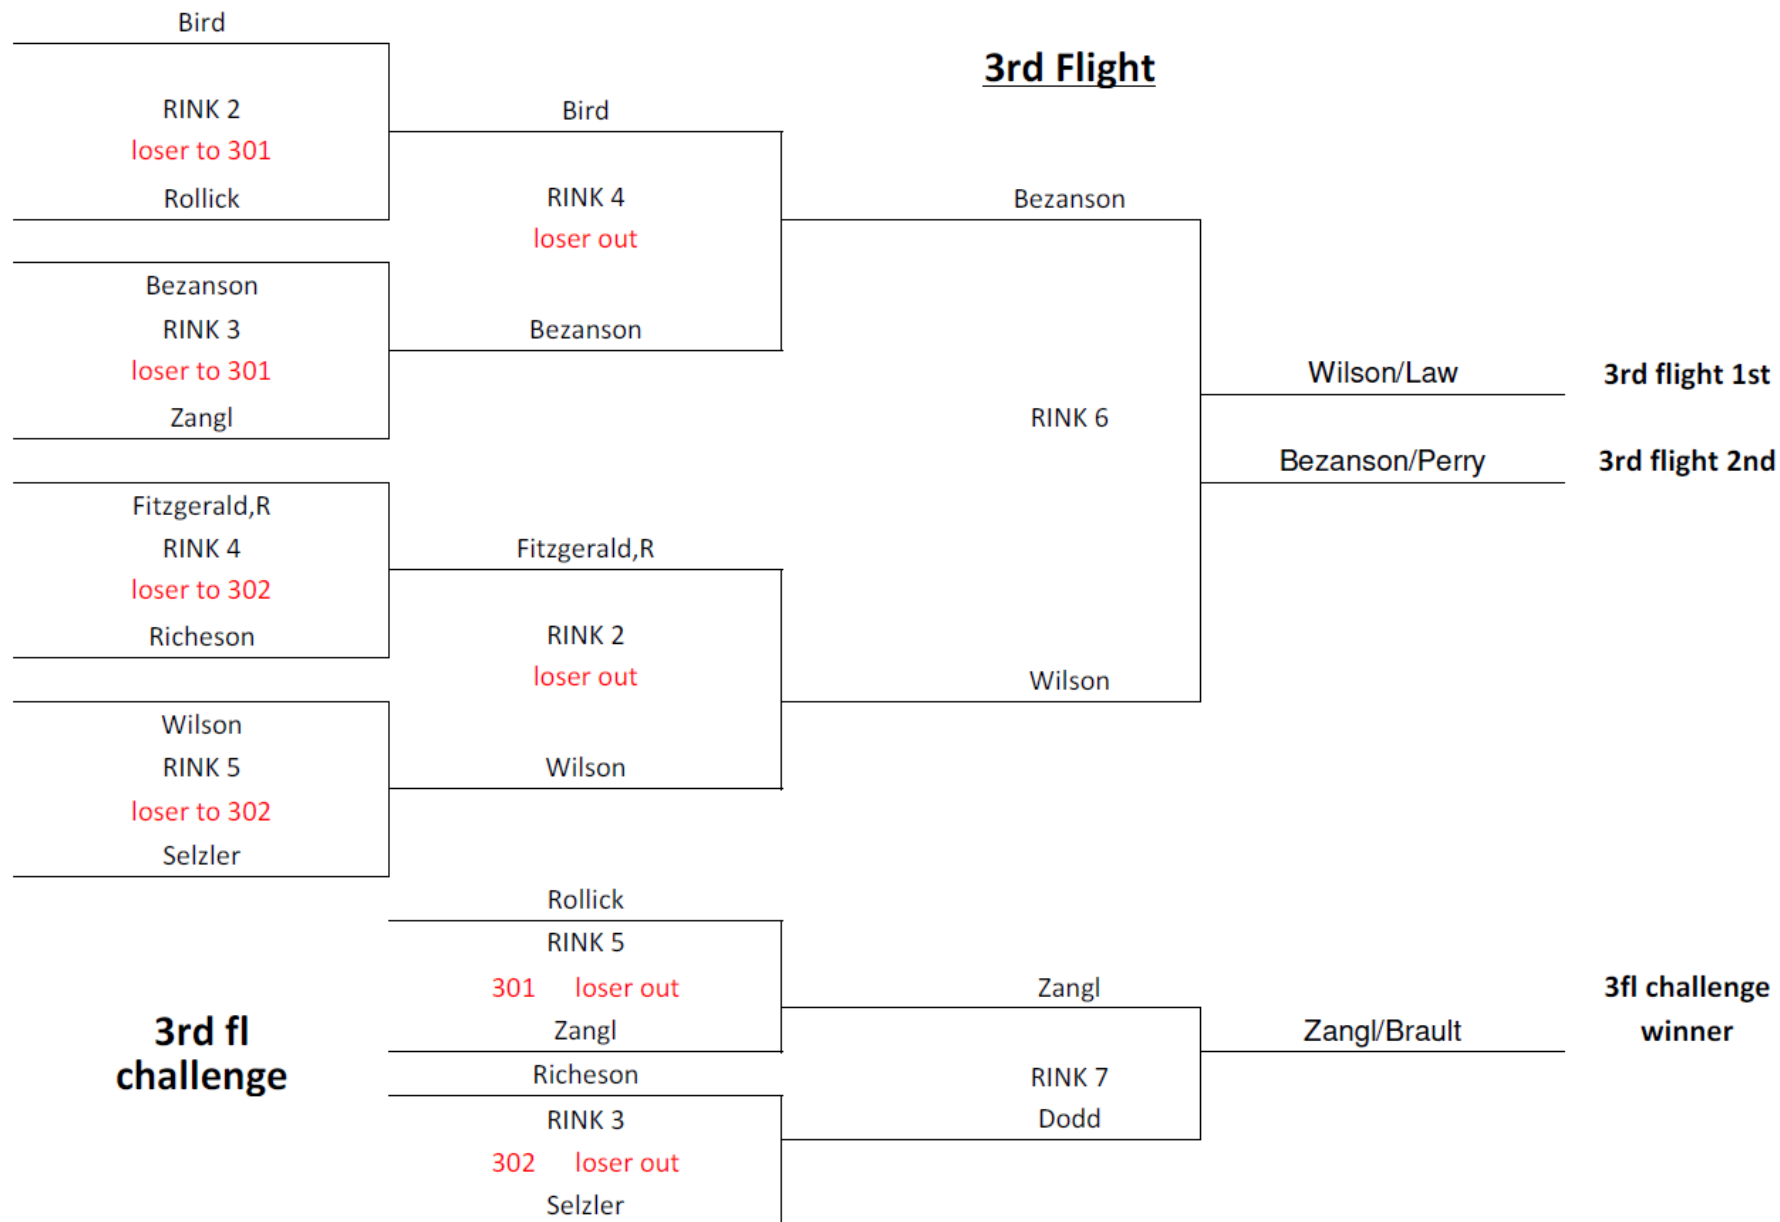 Bird
3rd Flight
RINK 2
Bird
loser to 301
Rollick
RINK 4
Bezanson
loser out
Bezanson
RINK 3
Bezanson
loser to 301
Wilson/Law
3rd flight 1st
Zangl
RINK 6
Bezanson/Perry
3rd flight 2nd
Fitzgerald,R
RINK 4
Fitzgerald,R
loser to 302
Richeson
RINK 2
loser out
Wilson
Wilson
RINK 5
Wilson
loser to 302
Selzler
Rollick
RINK 5
301 loser out
Zangl
3fl challenge
winner
3rd fl
challenge
Zangl
Zangl/Brault
Richeson
RINK 7
RINK 3
Dodd
302 loser out
Selzler